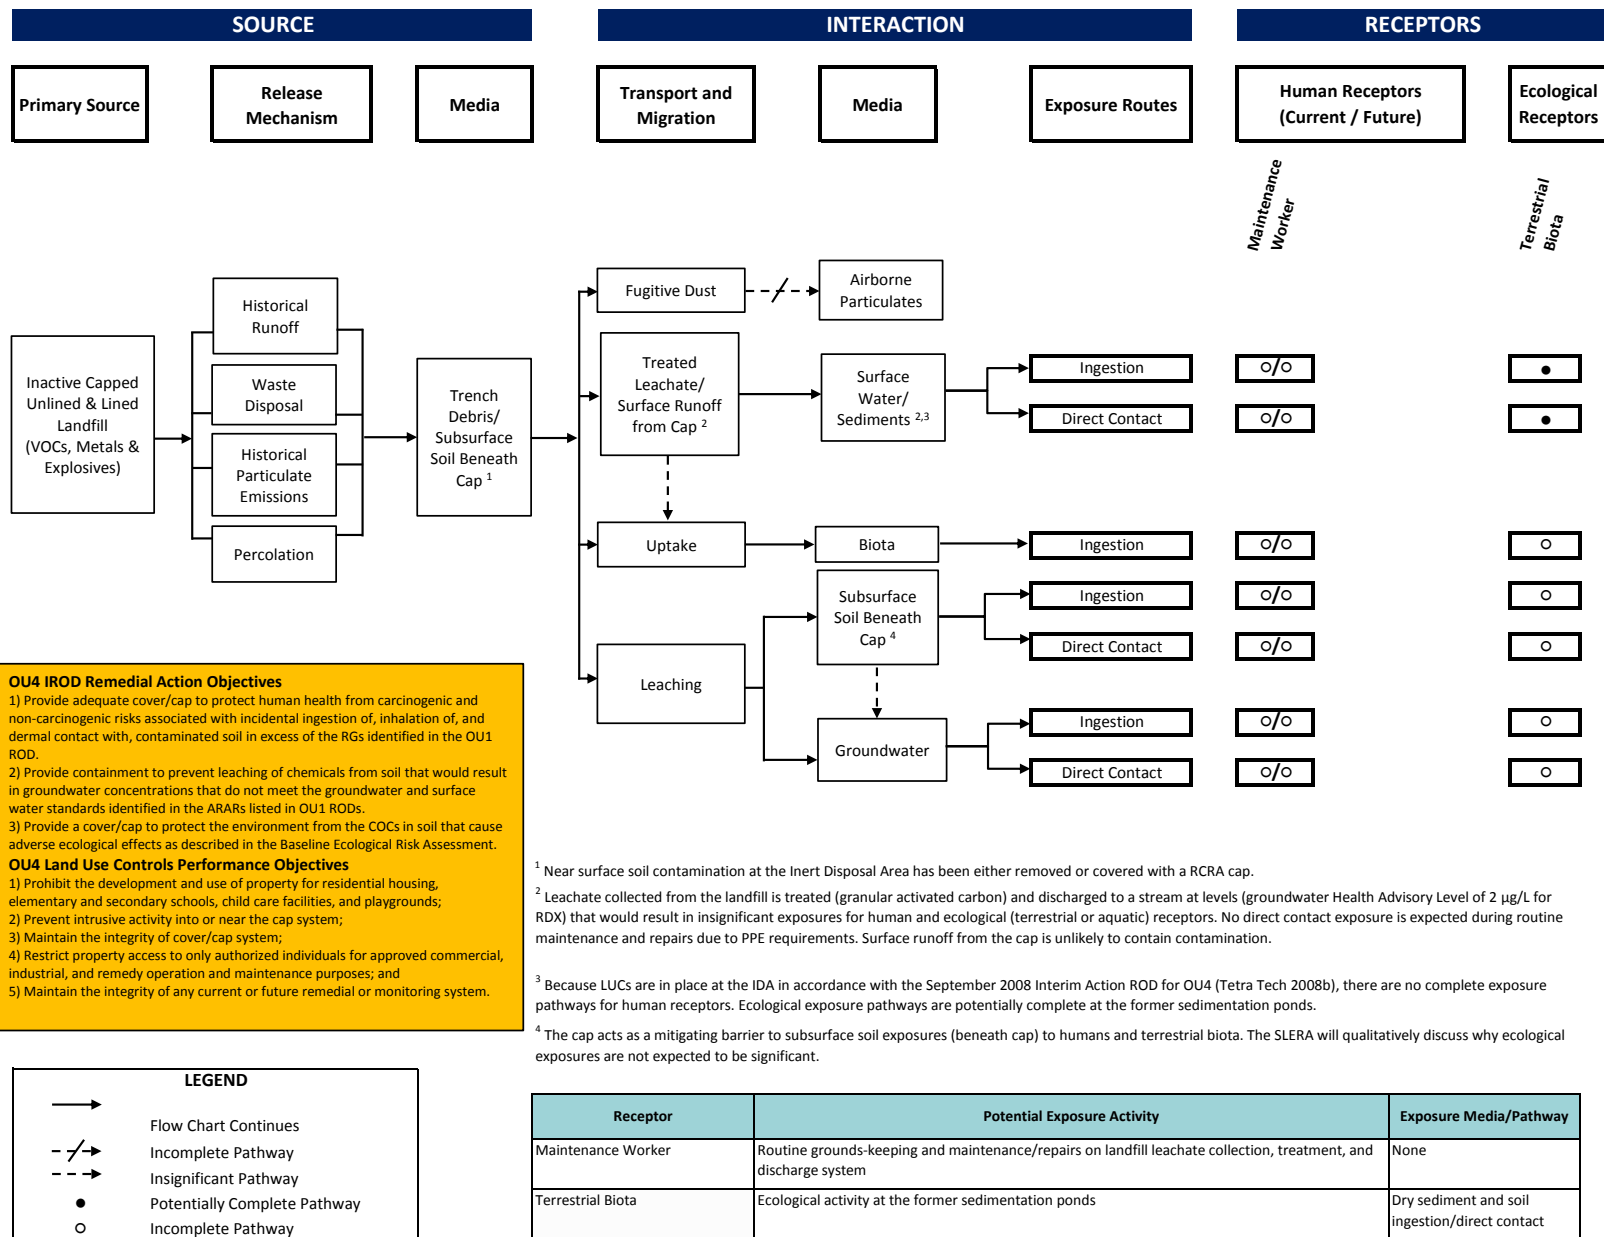 SOURCE
INTERACTION
RECEPTORS
Primary Source
Release
Mechanism
Media
Transport and
Migration
Media
Exposure Routes
Human Receptors
(Current / Future)
Ecological
Receptors
Maintenance
Worker
Terrestrial
Biota
Inactive Capped
Unlined & Lined
Landfill
(VOCs, Metals &
Explosives)
Historical
Runoff
Waste
Disposal
Historical
Particulate
Emissions
Percolation
Trench
Debris/
Subsurface
Soil Beneath
Cap 1
Fugitive Dust
Airborne
Particulates
Treated
Leachate/
Surface Runoff
from Cap 2
Surface
Water/
Sediments 2,3
Ingestion
○/○
●
Direct Contact
○/○
●
Uptake
Biota
Ingestion
○/○
○
Leaching
Subsurface
Soil Beneath
Cap 4
Ingestion
○/○
○
Direct Contact
○/○
○
Groundwater
Ingestion
○/○
○
Direct Contact
○/○
○
OU4 IROD Remedial Action Objectives
1) Provide adequate cover/cap to protect human health from carcinogenic and
non-carcinogenic risks associated with incidental ingestion of, inhalation of, and
dermal contact with, contaminated soil in excess of the RGs identified in the OU1
ROD.
2) Provide containment to prevent leaching of chemicals from soil that would result
in groundwater concentrations that do not meet the groundwater and surface
water standards identified in the ARARs listed in OU1 RODs.
3) Provide a cover/cap to protect the environment from the COCs in soil that cause
adverse ecological effects as described in the Baseline Ecological Risk Assessment.
OU4 Land Use Controls Performance Objectives
1) Prohibit the development and use of property for residential housing,
elementary and secondary schools, child care facilities, and playgrounds;
2) Prevent intrusive activity into or near the cap system;
3) Maintain the integrity of cover/cap system;
4) Restrict property access to only authorized individuals for approved commercial,
industrial, and remedy operation and maintenance purposes; and
5) Maintain the integrity of any current or future remedial or monitoring system.
1 Near surface soil contamination at the Inert Disposal Area has been either removed or covered with a RCRA cap.
2 Leachate collected from the landfill is treated (granular activated carbon) and discharged to a stream at levels (groundwater Health Advisory Level of 2 µg/L for
RDX) that would result in insignificant exposures for human and ecological (terrestrial or aquatic) receptors. No direct contact exposure is expected during routine
maintenance and repairs due to PPE requirements. Surface runoff from the cap is unlikely to contain contamination.
3 Because LUCs are in place at the IDA in accordance with the September 2008 Interim Action ROD for OU4 (Tetra Tech 2008b), there are no complete exposure
pathways for human receptors. Ecological exposure pathways are potentially complete at the former sedimentation ponds.
4 The cap acts as a mitigating barrier to subsurface soil exposures (beneath cap) to humans and terrestrial biota. The SLERA will qualitatively discuss why ecological
exposures are not expected to be significant.
LEGEND
Flow Chart Continues
Incomplete Pathway
Insignificant Pathway
● Potentially Complete Pathway
○ Incomplete Pathway
Receptor
Potential Exposure Activity
Exposure Media/Pathway
Maintenance Worker
Routine grounds-keeping and maintenance/repairs on landfill leachate collection, treatment, and
discharge system
None
Terrestrial Biota
Ecological activity at the former sedimentation ponds
Dry sediment and soil
ingestion/direct contact